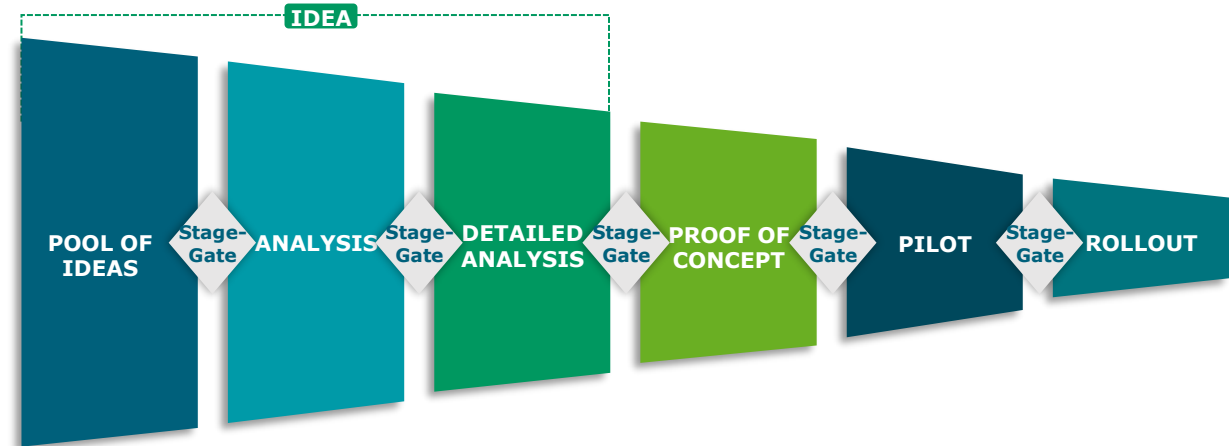 IDEA
POOL OF
IDEAS
Stage-
Gate
ANALYSIS
Stage-
Gate
DETAILED
ANALYSIS
Stage-
Gate
PROOF OF
CONCEPT
Stage-
Gate
PILOT
Stage-
Gate
ROLLOUT